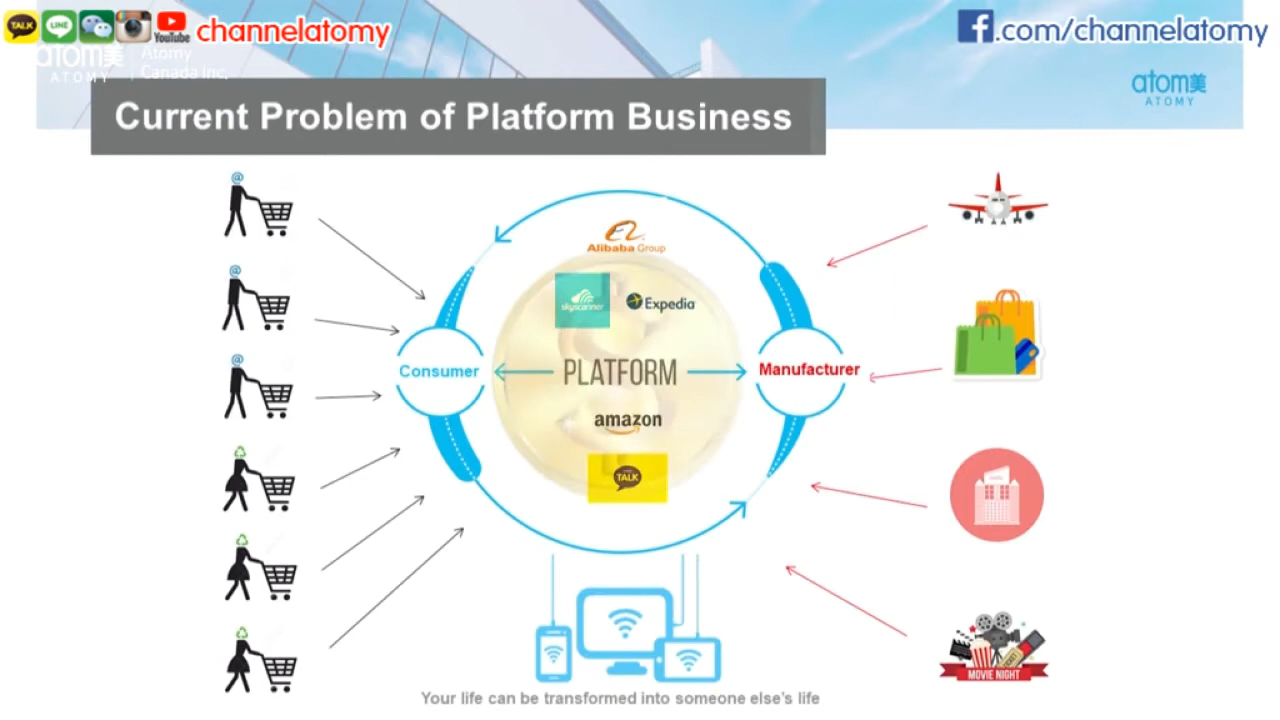 TALK LINE YouTube channelatomy
f.com/channelatomy
atom美 Atomy
ATOMY Canada Inc.
atom美
ATOMY
Current Problem of Platform Business
@
Alibaba Group
@
skyscanner Expedia
@
Consumer PLATFORM Manufacturer
amazon
TALK
MOVIE NIGHT
Your life can be transformed into someone else's life